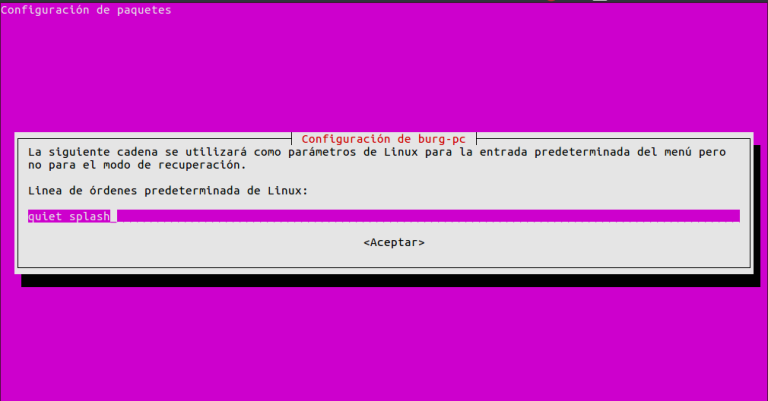 Configuración de paquetes
Configuración de burg-pc
La siguiente cadena se utilizará como parámetros de Linux para la entrada predeterminada del menú pero
no para el modo de recuperación.
Linea de órdenes predeterminada de Linux:
quiet splash
<Aceptar>